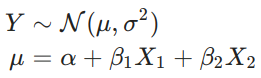 Y ∼ 𝒩(μ, σ²)
μ = α + β₁X₁ + β₂X₂